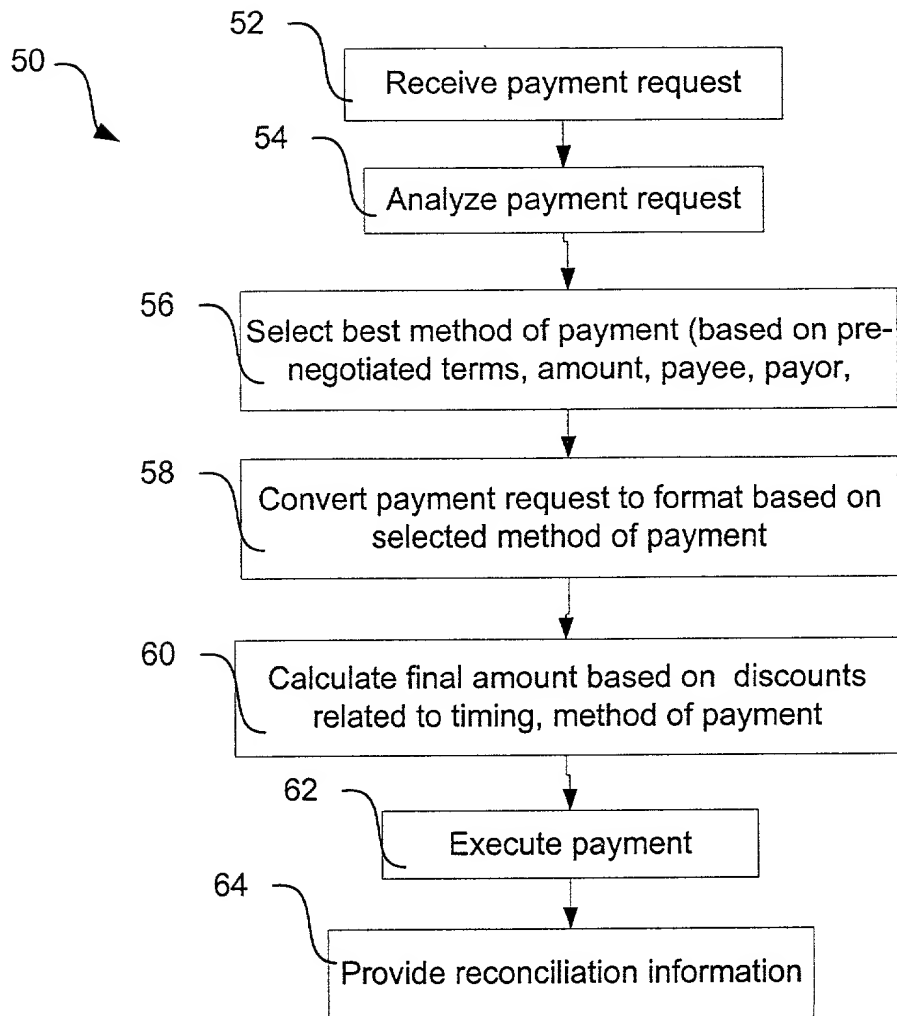 50
52
Receive payment request
54
Analyze payment request
56
Select best method of payment (based on pre-
negotiated terms, amount, payee, payor,
58
Convert payment request to format based on
selected method of payment
60
Calculate final amount based on discounts
related to timing, method of payment
62
Execute payment
64
Provide reconciliation information